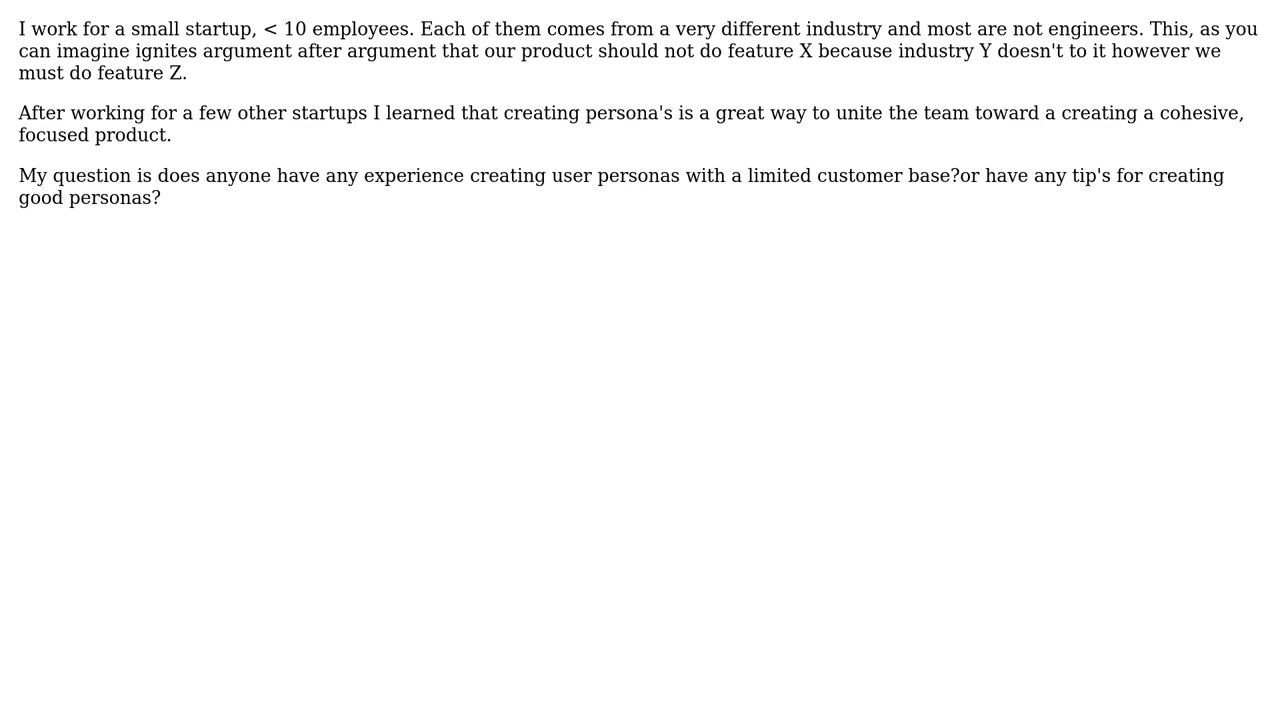 I work for a small startup, < 10 employees. Each of them comes from a very different industry and most are not engineers. This, as you
can imagine ignites argument after argument that our product should not do feature X because industry Y doesn't to it however we
must do feature Z.
After working for a few other startups I learned that creating persona's is a great way to unite the team toward a creating a cohesive,
focused product.
My question is does anyone have any experience creating user personas with a limited customer base?or have any tip's for creating
good personas?